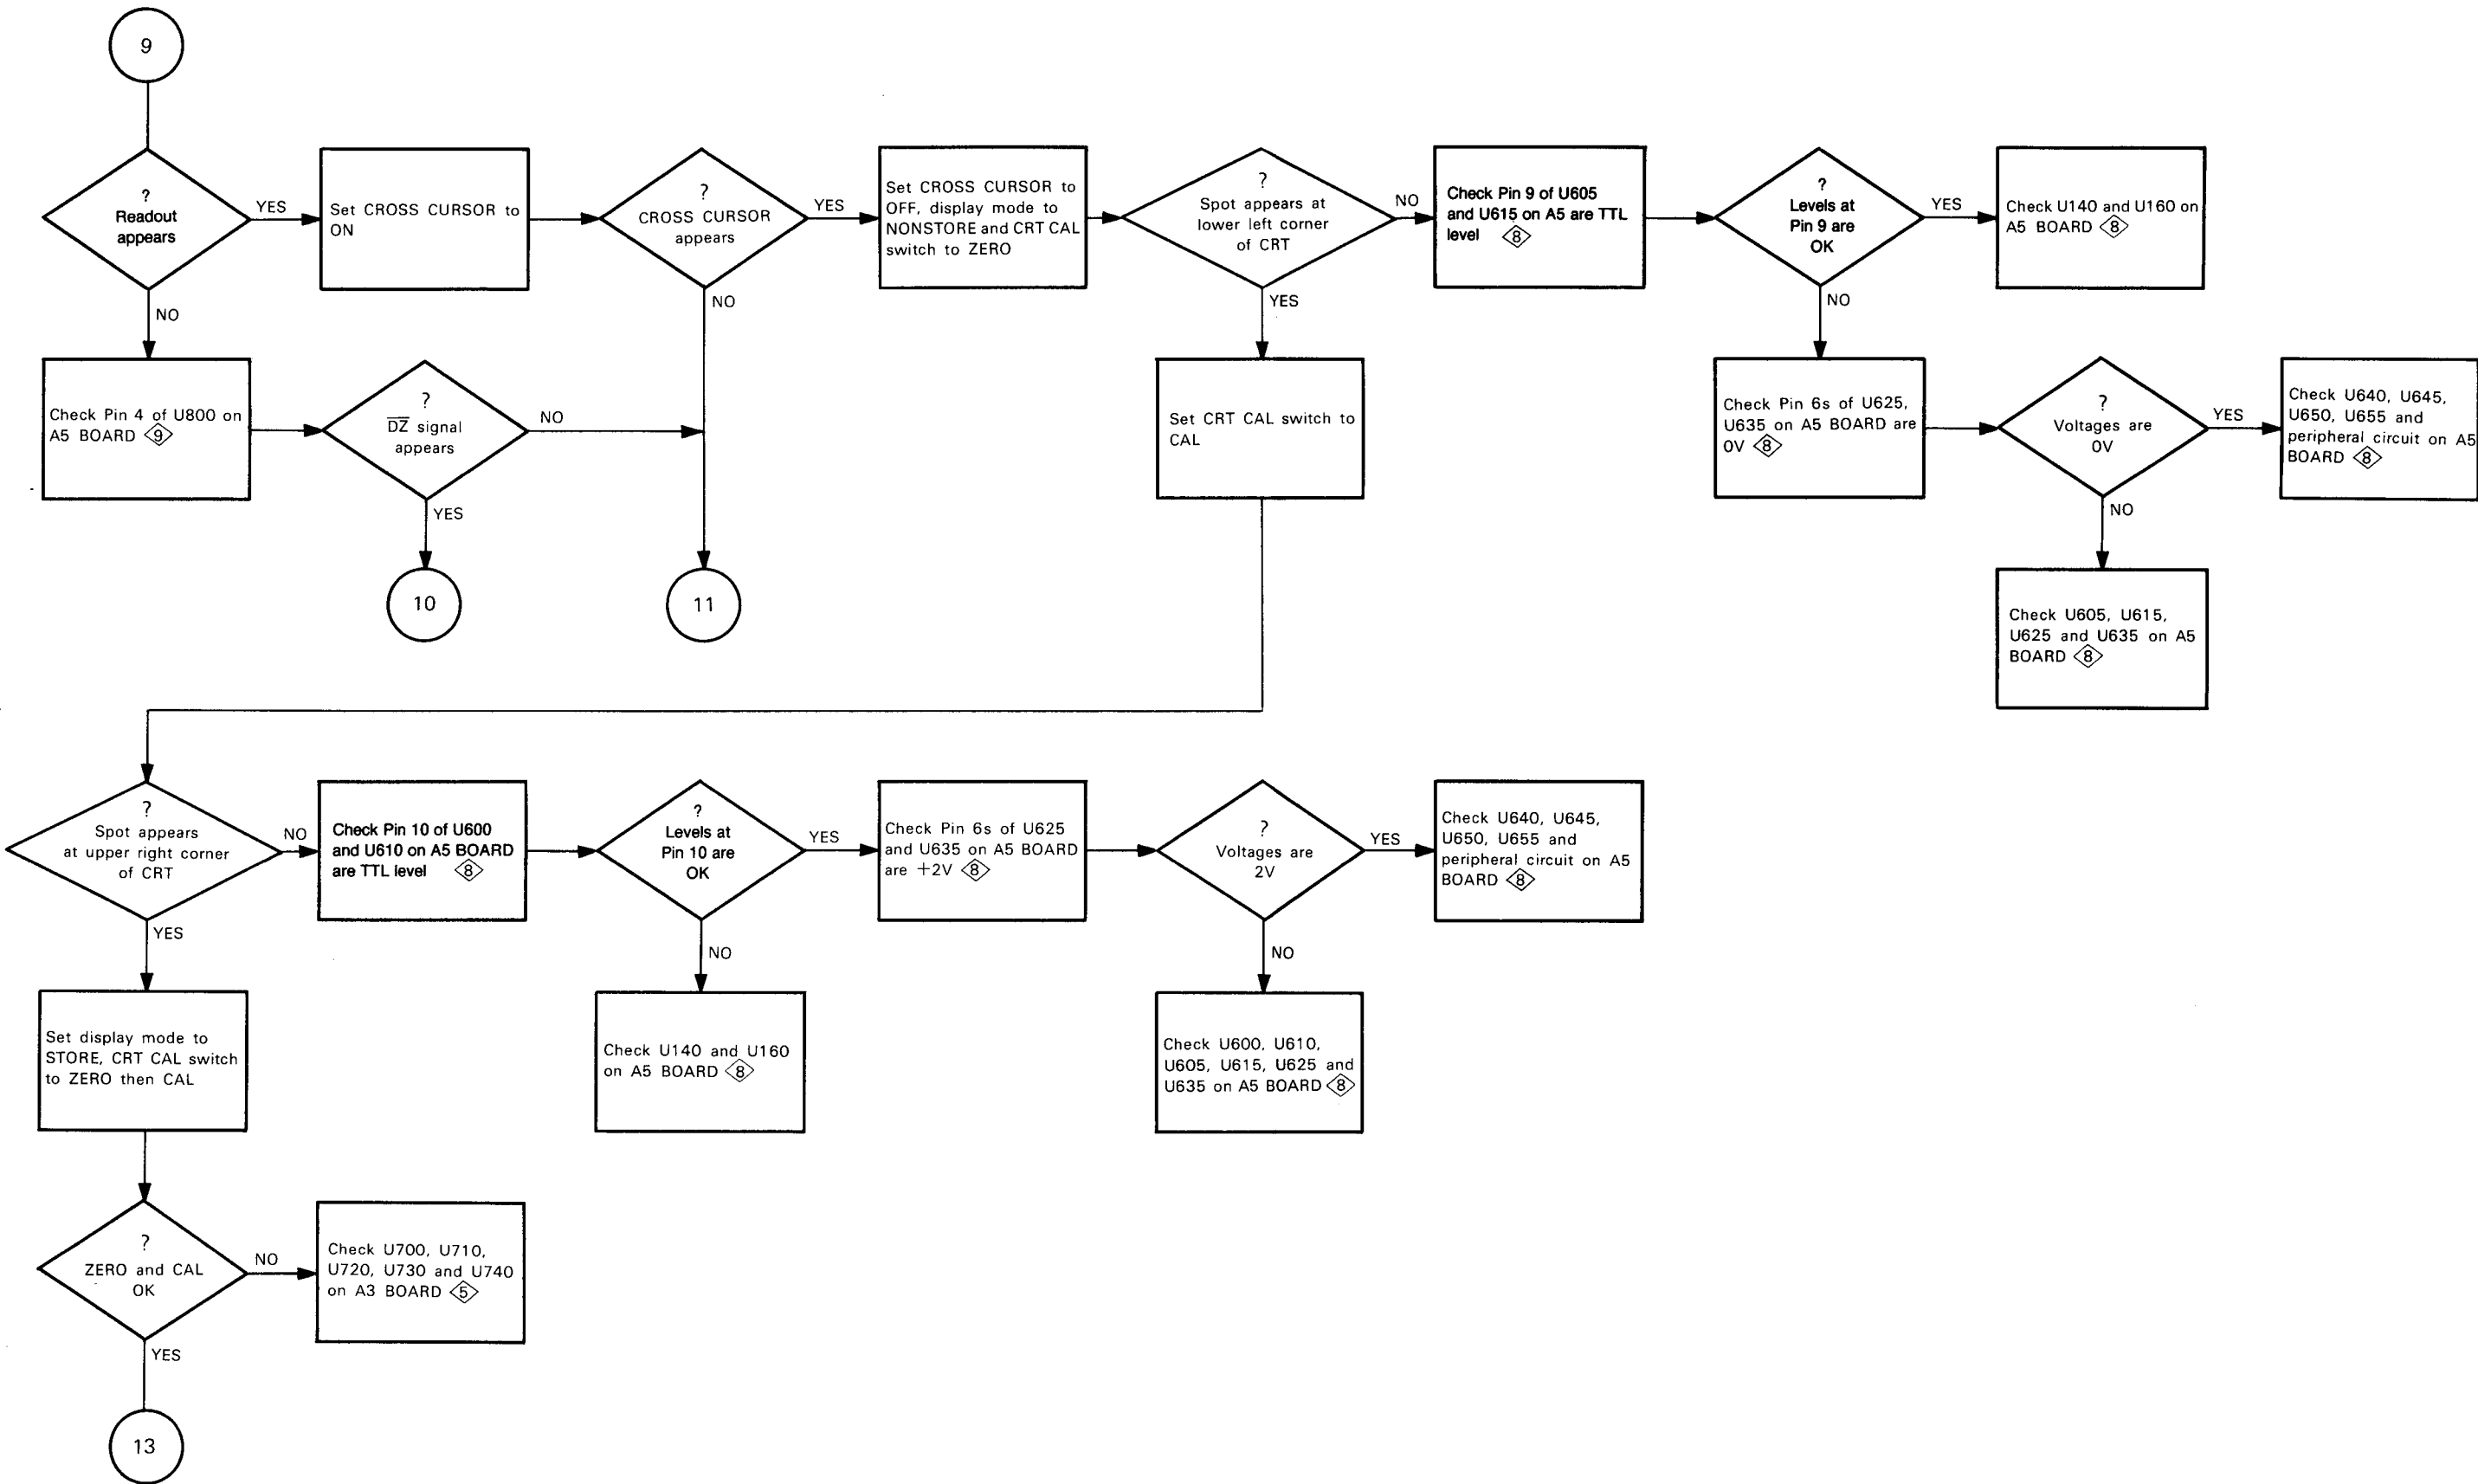 9
?
Readout
appears
YES
NO
Set CROSS CURSOR to
ON
?
CROSS CURSOR
appears
YES
NO
Set CROSS CURSOR to
OFF, display mode to
NONSTORE and CRT CAL
switch to ZERO
?
Spot appears at
lower left corner
of CRT
NO
YES
Check Pin 9 of U605
and U615 on A5 are TTL
level 8
?
Levels at
Pin 9 are
OK
YES
NO
Check U140 and U160 on
A5 BOARD 8
Check Pin 4 of U800 on
A5 BOARD 9
?
DZ signal
appears
NO
YES
10
11
Set CRT CAL switch to
CAL
Check Pin 6s of U625,
U635 on A5 BOARD are
0V 8
?
Voltages are
0V
YES
NO
Check U640, U645,
U650, U655 and
peripheral circuit on A5
BOARD 8
Check U605, U615,
U625 and U635 on A5
BOARD 8
?
Spot appears
at upper right corner
of CRT
NO
YES
Check Pin 10 of U600
and U610 on A5 BOARD
are TTL level 8
?
Levels at
Pin 10 are
OK
YES
NO
Check Pin 6s of U625
and U635 on A5 BOARD
are +2V 8
?
Voltages are
2V
YES
NO
Check U640, U645,
U650, U655 and
peripheral circuit on A5
BOARD 8
Set display mode to
STORE, CRT CAL switch
to ZERO then CAL
Check U140 and U160
on A5 BOARD 8
Check U600, U610,
U605, U615, U625 and
U635 on A5 BOARD 8
?
ZERO and CAL
OK
NO
YES
Check U700, U710,
U720, U730 and U740
on A3 BOARD 5
13